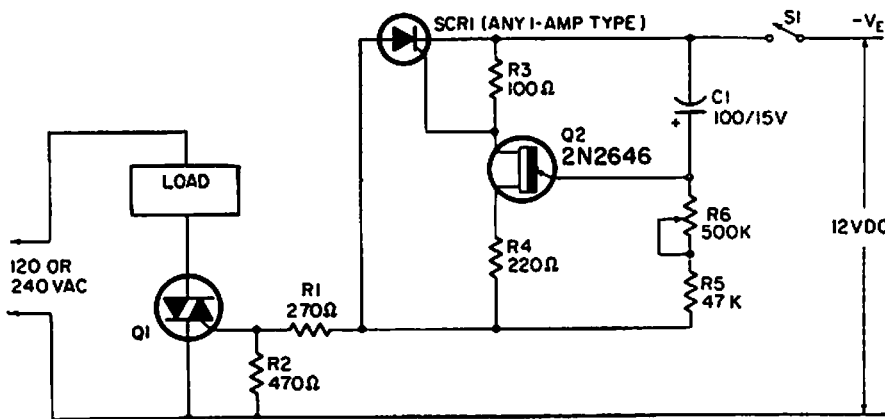 SCR1 (ANY 1-AMP TYPE)
S1
-VE
R3
100Ω
C1
100/15V
+
Q2
2N2646
LOAD
R6
500K
12VDC
120 OR
240 VAC
R4
220Ω
R1
270Ω
R5
47K
Q1
R2
470Ω